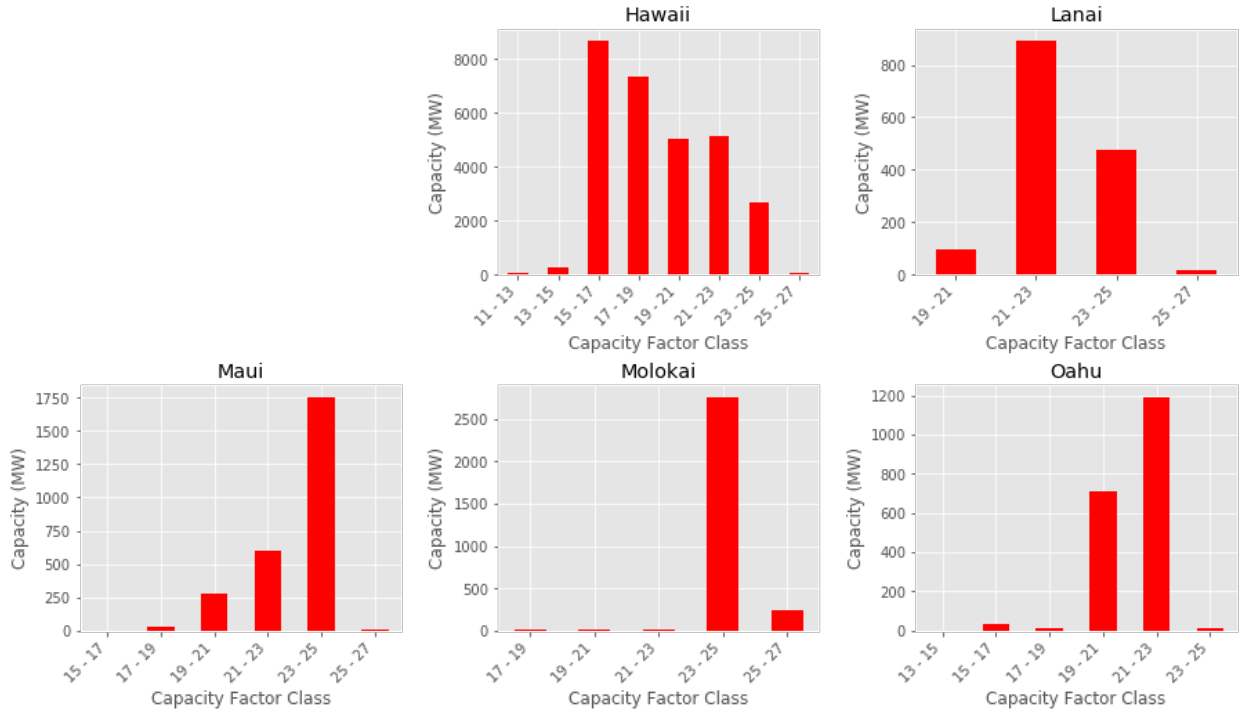 Hawaii
Capacity (MW)
8000
6000
4000
2000
0
11 - 13
13 - 15
15 - 17
17 - 19
19 - 21
21 - 23
23 - 25
25 - 27
Capacity Factor Class
Lanai
Capacity (MW)
800
600
400
200
0
19 - 21
21 - 23
23 - 25
25 - 27
Capacity Factor Class
Maui
Capacity (MW)
1750
1500
1250
1000
750
500
250
0
15 - 17
17 - 19
19 - 21
21 - 23
23 - 25
25 - 27
Capacity Factor Class
Molokai
Capacity (MW)
2500
2000
1500
1000
500
0
17 - 19
19 - 21
21 - 23
23 - 25
25 - 27
Capacity Factor Class
Oahu
Capacity (MW)
1200
1000
800
600
400
200
0
13 - 15
15 - 17
17 - 19
19 - 21
21 - 23
23 - 25
Capacity Factor Class